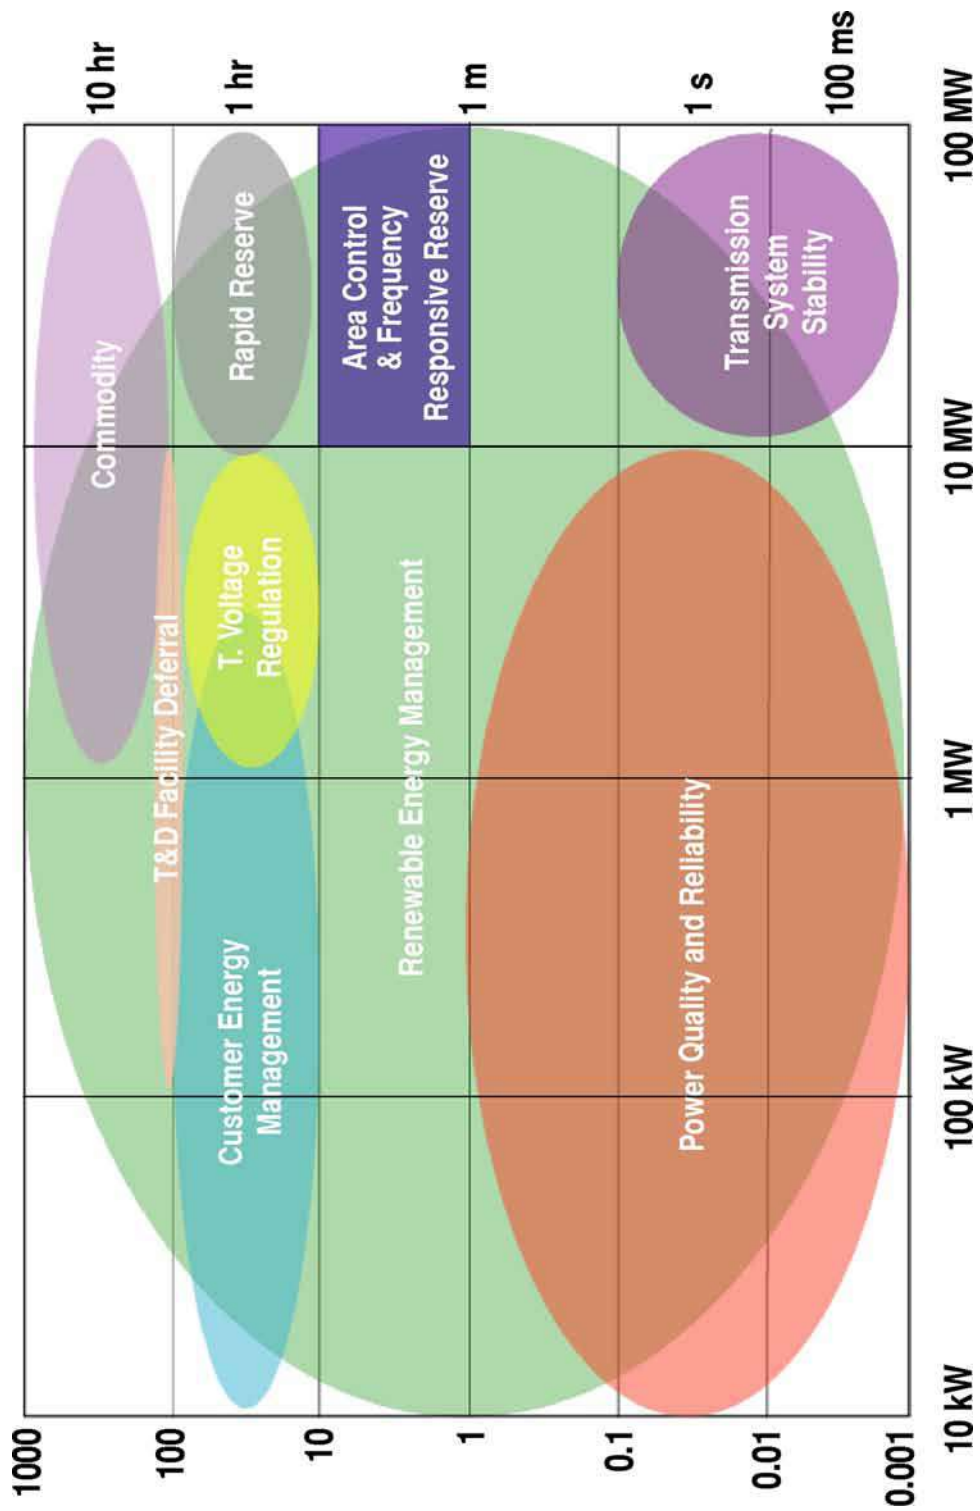 1000
100
10
1
0.1
0.01
0.001
10 hr
1 hr
1 m
1 s
100 ms
Commodity
T&D Facility Deferral
Customer Energy
Management
T. Voltage
Regulation
Rapid Reserve
Area Control
& Frequency
Responsive Reserve
Renewable Energy Management
Power Quality and Reliability
Transmission
System
Stability
10 kW
100 kW
1 MW
10 MW
100 MW